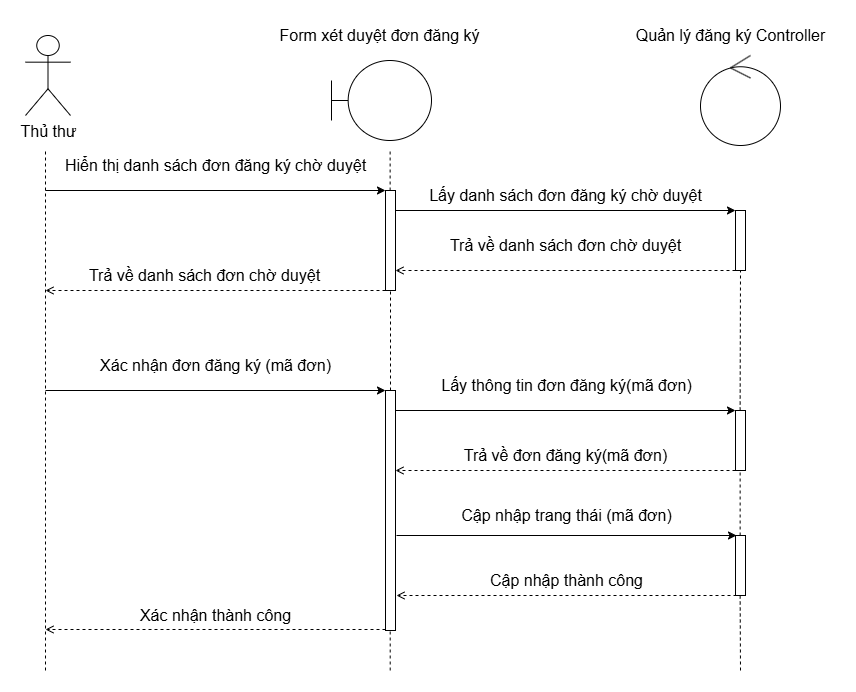 Form xét duyệt đơn đăng ký
Quản lý đăng ký Controller
Thủ thư
Hiển thị danh sách đơn đăng ký chờ duyệt
Lấy danh sách đơn đăng ký chờ duyệt
Trả về danh sách đơn chờ duyệt
Trả về danh sách đơn chờ duyệt
Xác nhận đơn đăng ký (mã đơn)
Lấy thông tin đơn đăng ký(mã đơn)
Trả về đơn đăng ký(mã đơn)
Cập nhập trang thái (mã đơn)
Cập nhập thành công
Xác nhận thành công